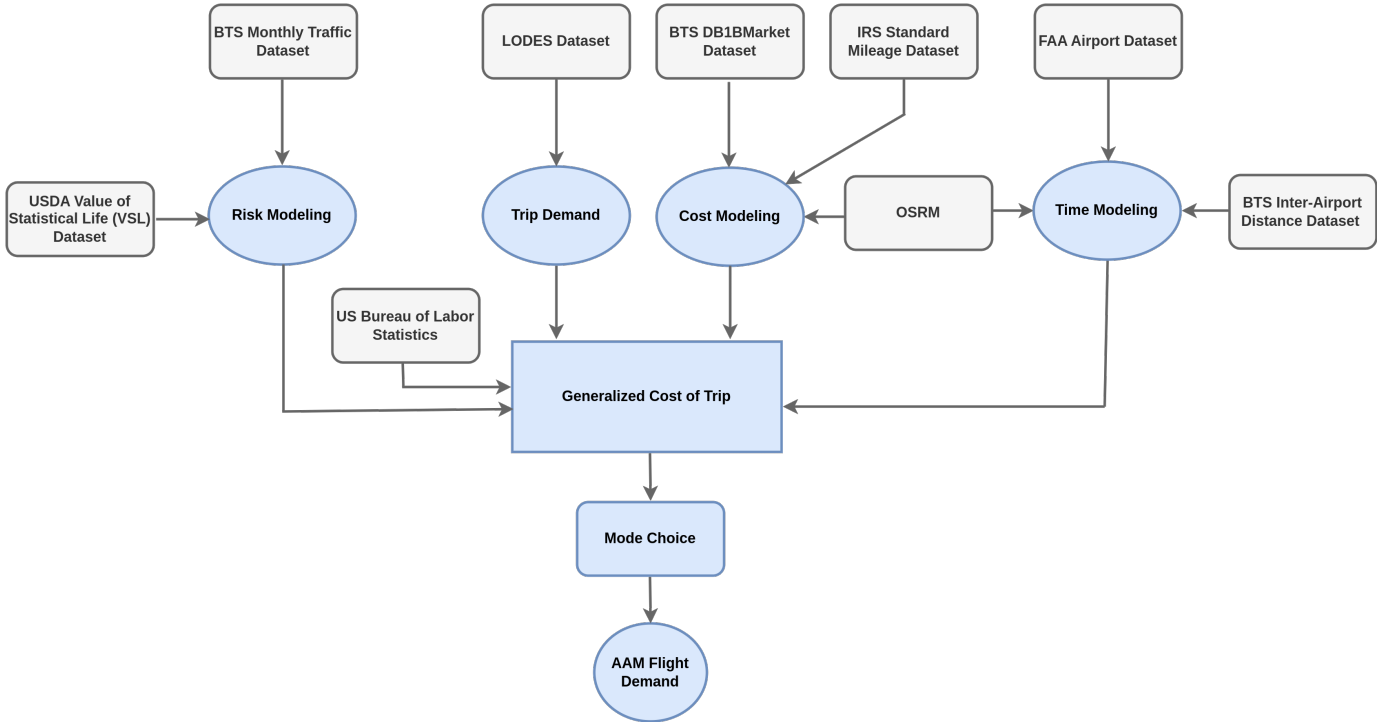 BTS Monthly Traffic
Dataset
LODES Dataset
BTS DB1BMarket
Dataset
IRS Standard
Mileage Dataset
FAA Airport Dataset
USDA Value of
Statistical Life (VSL)
Dataset
Risk Modeling
Trip Demand
Cost Modeling
OSRM
Time Modeling
BTS Inter-Airport
Distance Dataset
US Bureau of Labor
Statistics
Generalized Cost of Trip
Mode Choice
AAM Flight
Demand